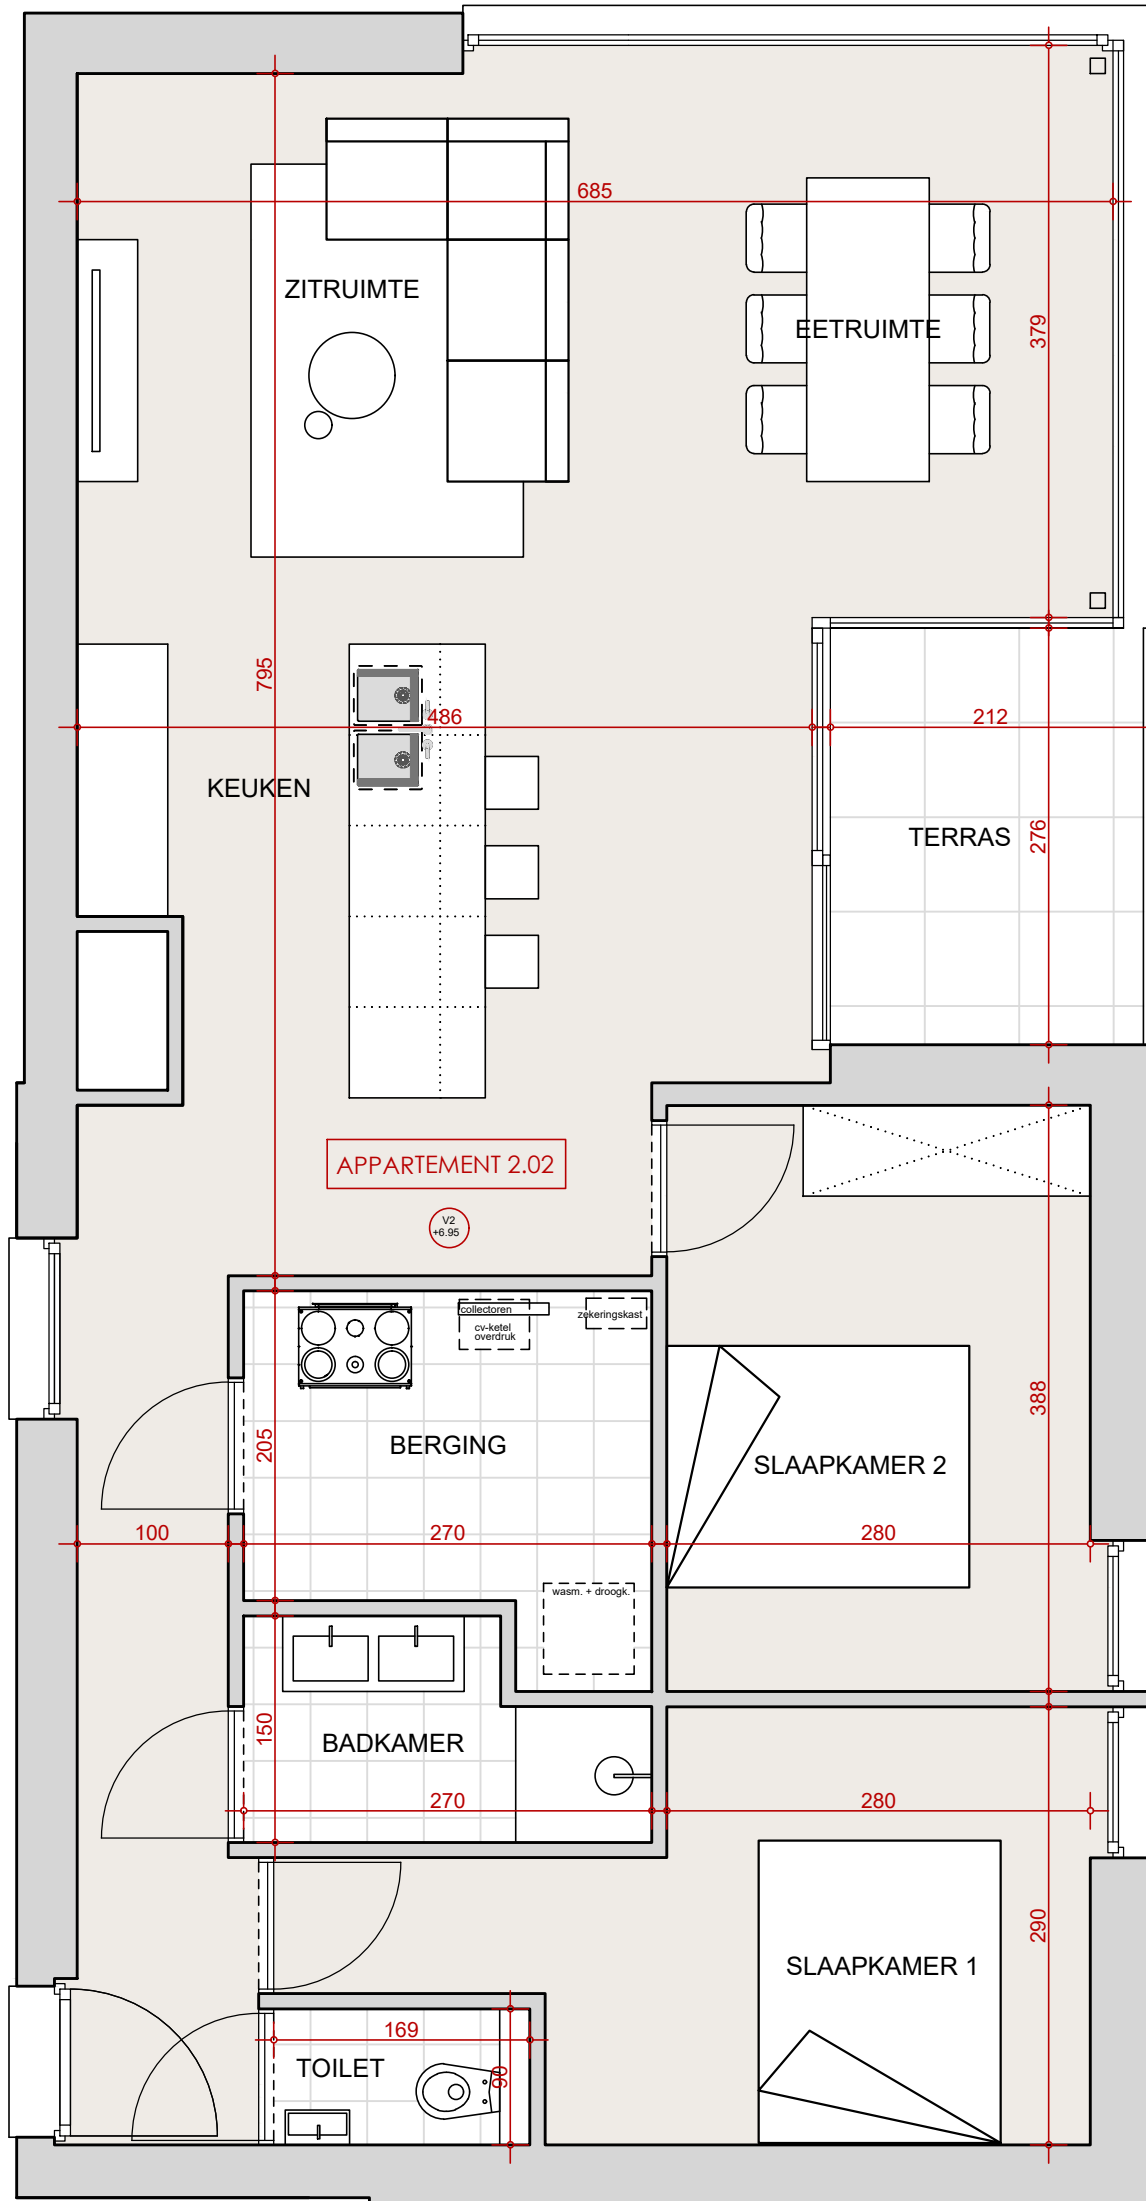 685
ZITRUIMTE
EETRUIMTE
379
795
486
212
KEUKEN
TERRAS
276
APPARTEMENT 2.02
V2
+6.95
collectoren
cv-ketel
overdruk
zekeringskast
388
205
BERGING
SLAAPKAMER 2
100
270
280
wasm. + droogk.
150
BADKAMER
270
280
290
SLAAPKAMER 1
169
TOILET
90